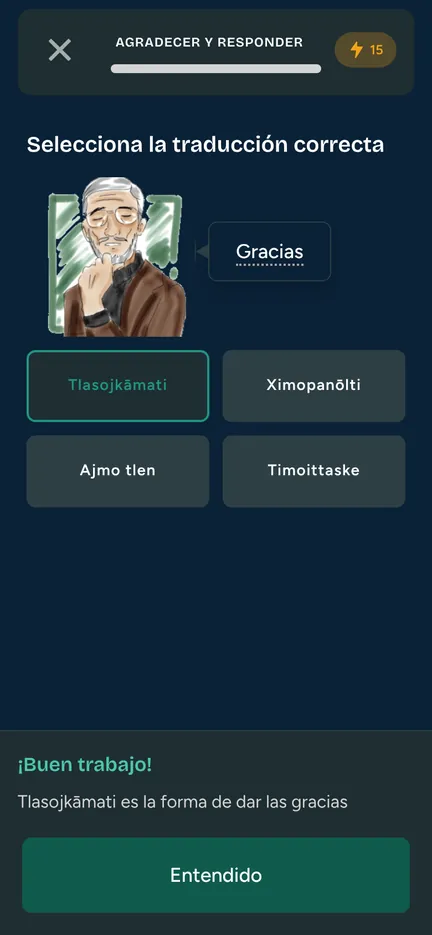 AGRADECER Y RESPONDER
15
Selecciona la traducción correcta
Gracias
Tlasojkāmati
Ximopanōlti
Ajmo tlen
Timoittaske
¡Buen trabajo!
Tlasojkāmati es la forma de dar las gracias
Entendido